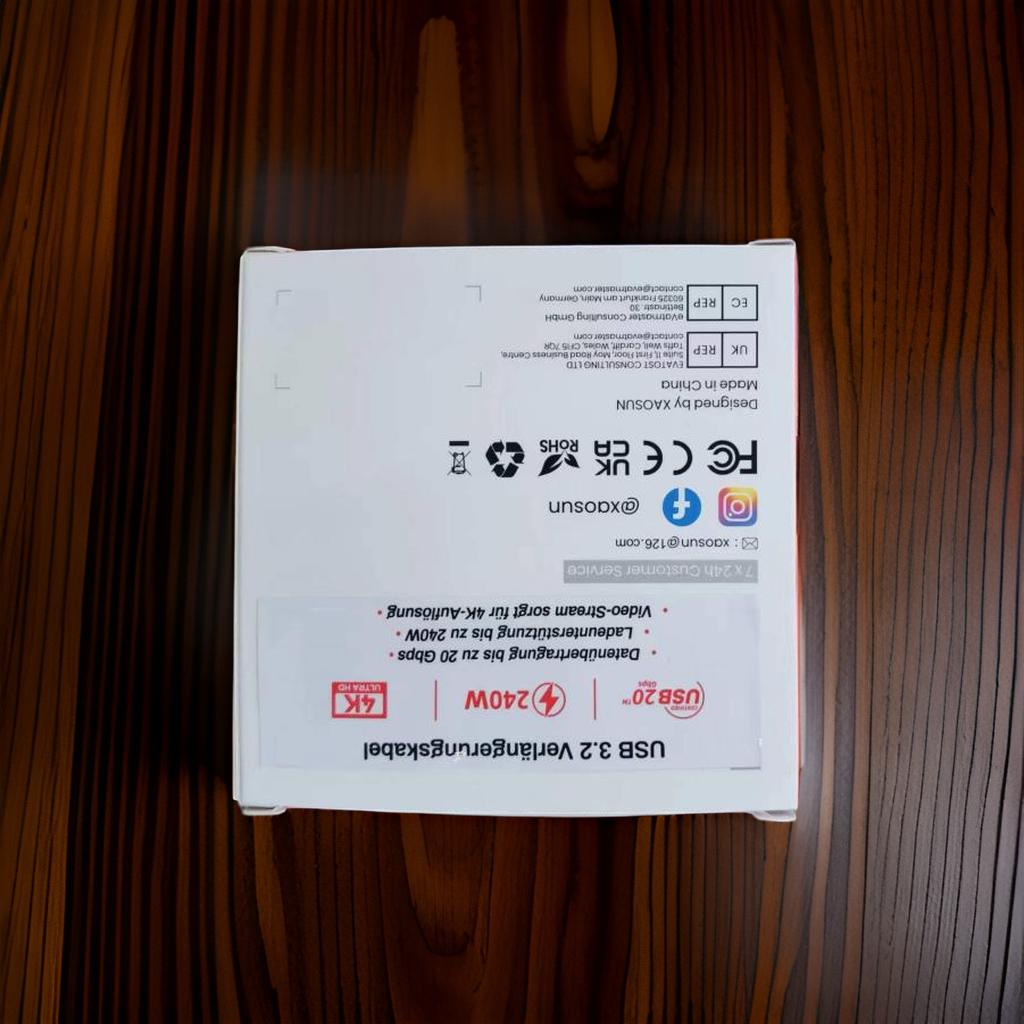 USB 3.2 Verlängerungskabel
CERTIFIED USB 20 Gbps™ 240W 4K ULTRA HD
• Datenübertragung bis zu 20 Gbps •
• Ladeunterstützung bis zu 240W •
• Video-Stream sorgt für 4K-Auflösung •
7 x 24h Customer Service
: xaosun@126.com
@xaosun
FC CE UK CA ROHS
Designed by XAOSUN
Made in China
UK REP
EVATOST CONSULTING LTD
Suite 11, First Floor, Moy Road Business Centre,
Taffs Well, Cardiff, Wales, CF15 7QR
contact@evatmaster.com
EC REP
eVatmaster Consulting GmbH
Bettinastr. 30
60325 Frankfurt am Main, Germany
contact@evatmaster.com